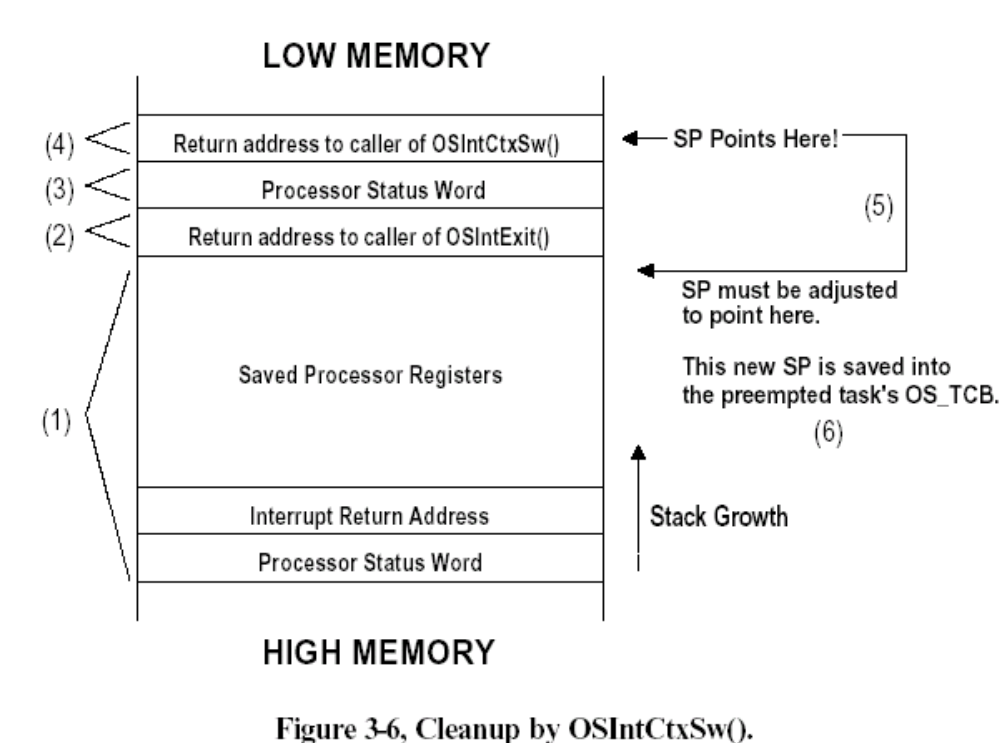 LOW MEMORY
(4)
Return address to caller of OSIntCtxSw()
SP Points Here!
(3)
Processor Status Word
(5)
(2)
Return address to caller of OSIntExit()
SP must be adjusted
to point here.
Saved Processor Registers
This new SP is saved into
the preempted task's OS_TCB.
(1)
(6)
Interrupt Return Address
Stack Growth
Processor Status Word
HIGH MEMORY
Figure 3-6, Cleanup by OSIntCtxSw().